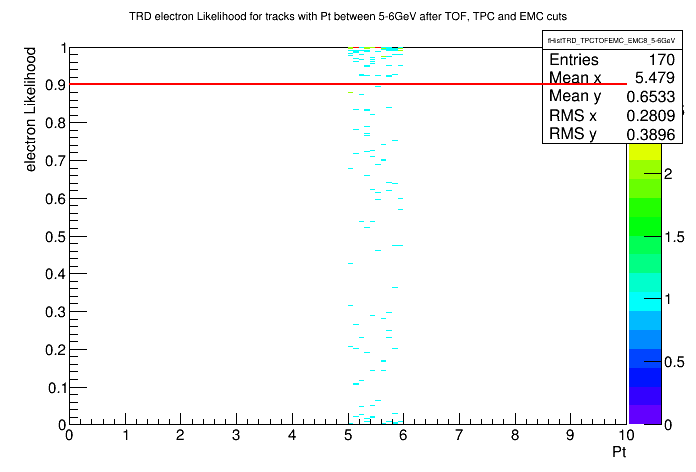 TRD electron Likelihood for tracks with Pt between 5-6GeV after TOF, TPC and EMC cuts
fHistTRD_TPCTOFEMC_EMC8_5-6GeV
Entries 170
Mean x 5.479
Mean y 0.6533
RMS x 0.2809
RMS y 0.3896
electron Likelihood
1
0.9
0.8
0.7
0.6
0.5
0.4
0.3
0.2
0.1
0
0 1 2 3 4 5 6 7 8 9 10
Pt
2
1.5
1
0.5
0